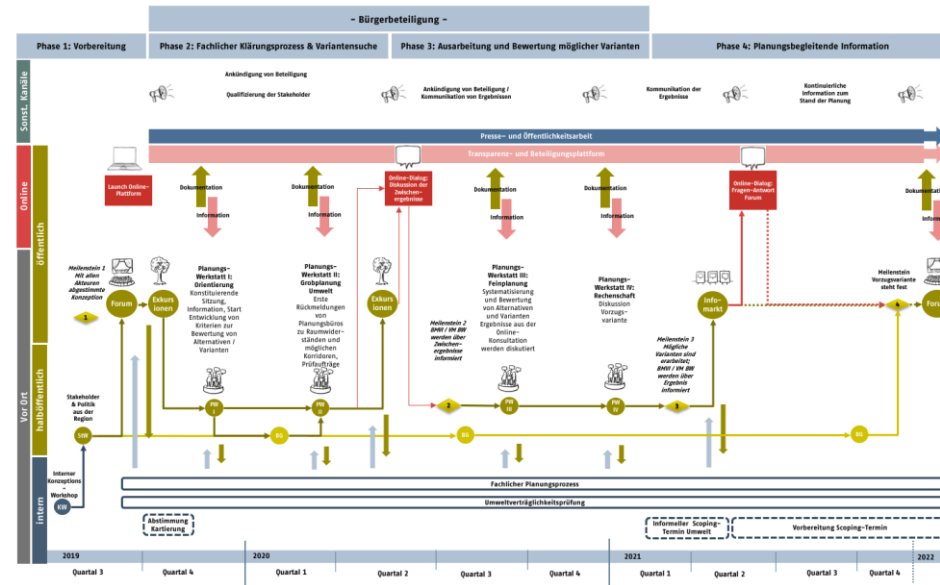 - Bürgerbeteiligung -
Phase 1: Vorbereitung
Phase 2: Fachlicher Klärungsprozess & Variantensuche
Phase 3: Ausarbeitung und Bewertung möglicher Varianten
Phase 4: Planungsbegleitende Information
Sonst. Kanäle
Ankündigung von Beteiligung
Qualifizierung der Stakeholder
Ankündigung von Beteiligung /
Kommunikation von Ergebnissen
Kommunikation der
Ergebnisse
Kontinuierliche
Information zum
Stand der Planung
Presse- und Öffentlichkeitsarbeit
Online
öffentlich
Transparenz- und Beteiligungsplattform
Launch Online-
Plattform
Dokumentation
Information
Dokumentation
Information
Online-Dialog:
Diskussion der
Zwischen-
ergebnisse
Dokumentation
Information
Dokumentation
Information
Online-Dialog:
Fragen-Antwort
Forum
Dokumentati
Information
Vor Ort
Meilenstein 1
Mit allen
Akteuren
abgestimmte
Konzeption
1
Forum
Exkurs
ionen
Planungs-
Werkstatt I:
Orientierung
Konstituierende
Sitzung,
Information, Start
Entwicklung von
Kriterien zur
Bewertung von
Alternativen /
Varianten
Planungs-
Werkstatt II:
Grobplanung
Umwelt
Erste
Rückmeldungen
von
Planungsbüros
zu Raumwider-
ständen und
möglichen
Korridoren,
Prüfaufträge
Exkurs
ionen
Meilenstein 2
BMVI / VM BW
werden über
Zwischen-
ergebnisse
informiert
Planungs-
Werkstatt III:
Feinplanung
Systematisierung
und Bewertung
von Alternativen
und Varianten
Ergebnisse aus der
Online-
Konsultation
werden diskutiert
Planungs-
Werkstatt IV:
Rechenschaft
Diskussion
Vorzugs-
variante
Meilenstein 3
Mögliche
Varianten sind
erarbeitet;
BMVI / VM BW
werden über
Ergebnis
informiert
Info-
markt
Meilenstein
Vorzugsvariante
steht fest
4
Foru
halböffentlich
Stakeholder
& Politik
aus der
Region
StW
PW
I
BG
PW
II
2
BG
PW
III
PW
IV
3
BG
intern
Interner
Konzeptions
-
Workshop
KW
Fachlicher Planungsprozess
Umweltverträglichkeitsprüfung
Abstimmung
Kartierung
Informeller Scoping-
Termin Umwelt
Vorbereitung Scoping-Termin
2019
2020
2021
2022
Quartal 3
Quartal 4
Quartal 1
Quartal 2
Quartal 3
Quartal 4
Quartal 1
Quartal 2
Quartal 3
Quartal 4
Quartal 1